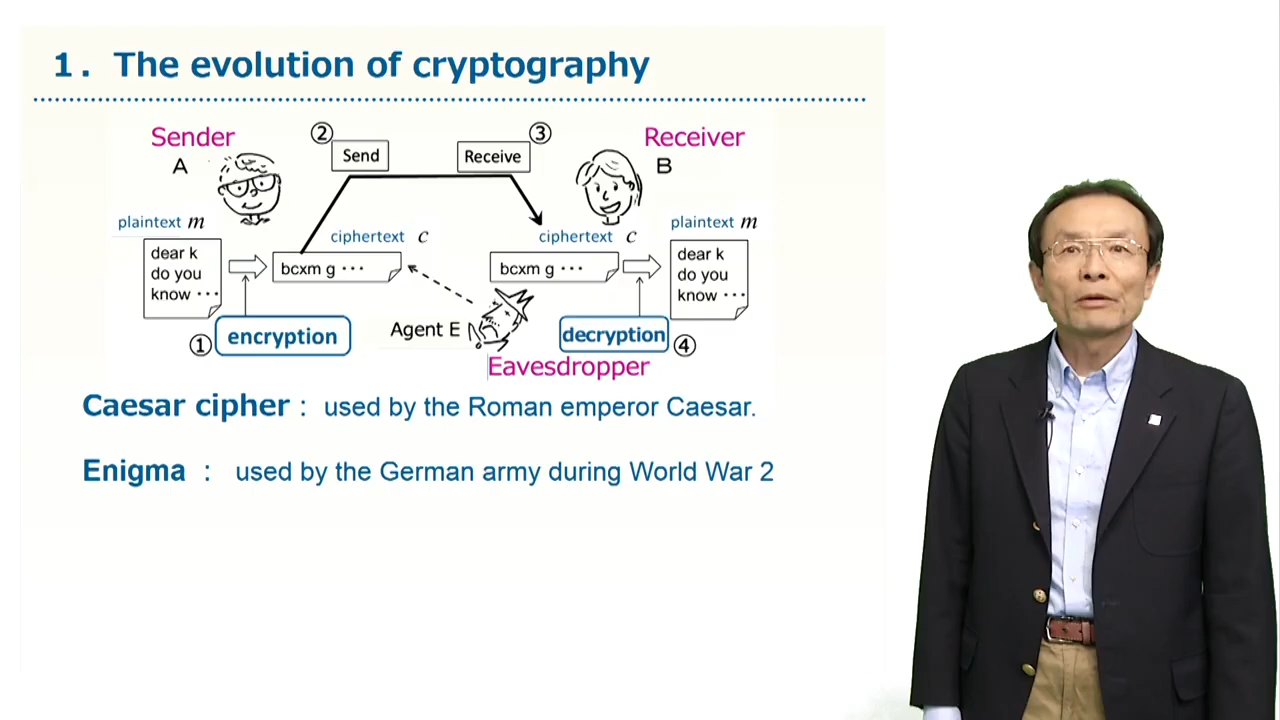 1. The evolution of cryptography
Sender
A
②
Send
Receive
③
Receiver
B
plaintext m
ciphertext c
ciphertext c
plaintext m
dear k
do you
know ···
bcxm g ···
bcxm g ···
dear k
do you
know ···
① encryption
Agent E
decryption ④
Eavesdropper
Caesar cipher : used by the Roman emperor Caesar.
Enigma : used by the German army during World War 2